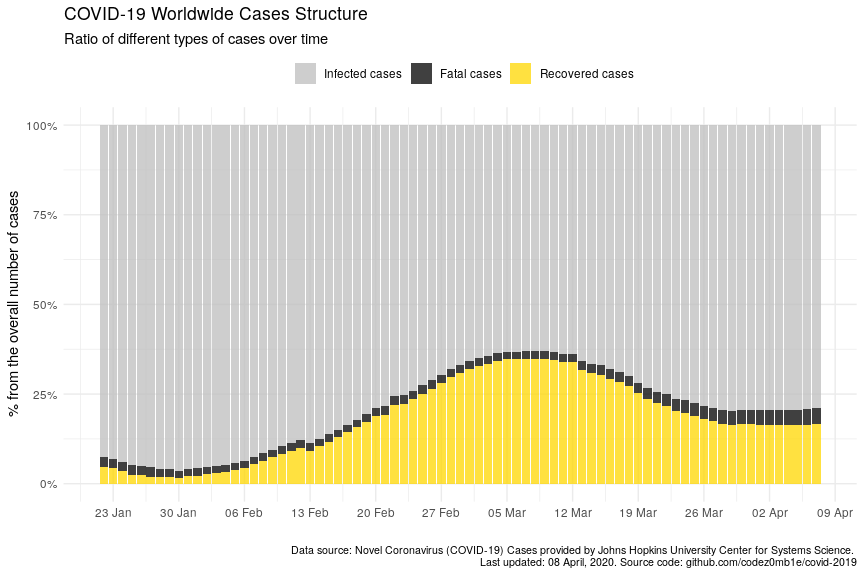 COVID-19 Worldwide Cases Structure
Ratio of different types of cases over time
Infected cases Fatal cases Recovered cases
% from the overall number of cases
100%
75%
50%
25%
0%
23 Jan 30 Jan 06 Feb 13 Feb 20 Feb 27 Feb 05 Mar 12 Mar 19 Mar 26 Mar 02 Apr 09 Apr
Data source: Novel Coronavirus (COVID-19) Cases provided by Johns Hopkins University Center for Systems Science.
Last updated: 08 April, 2020. Source code: github.com/codez0mb1e/covid-2019